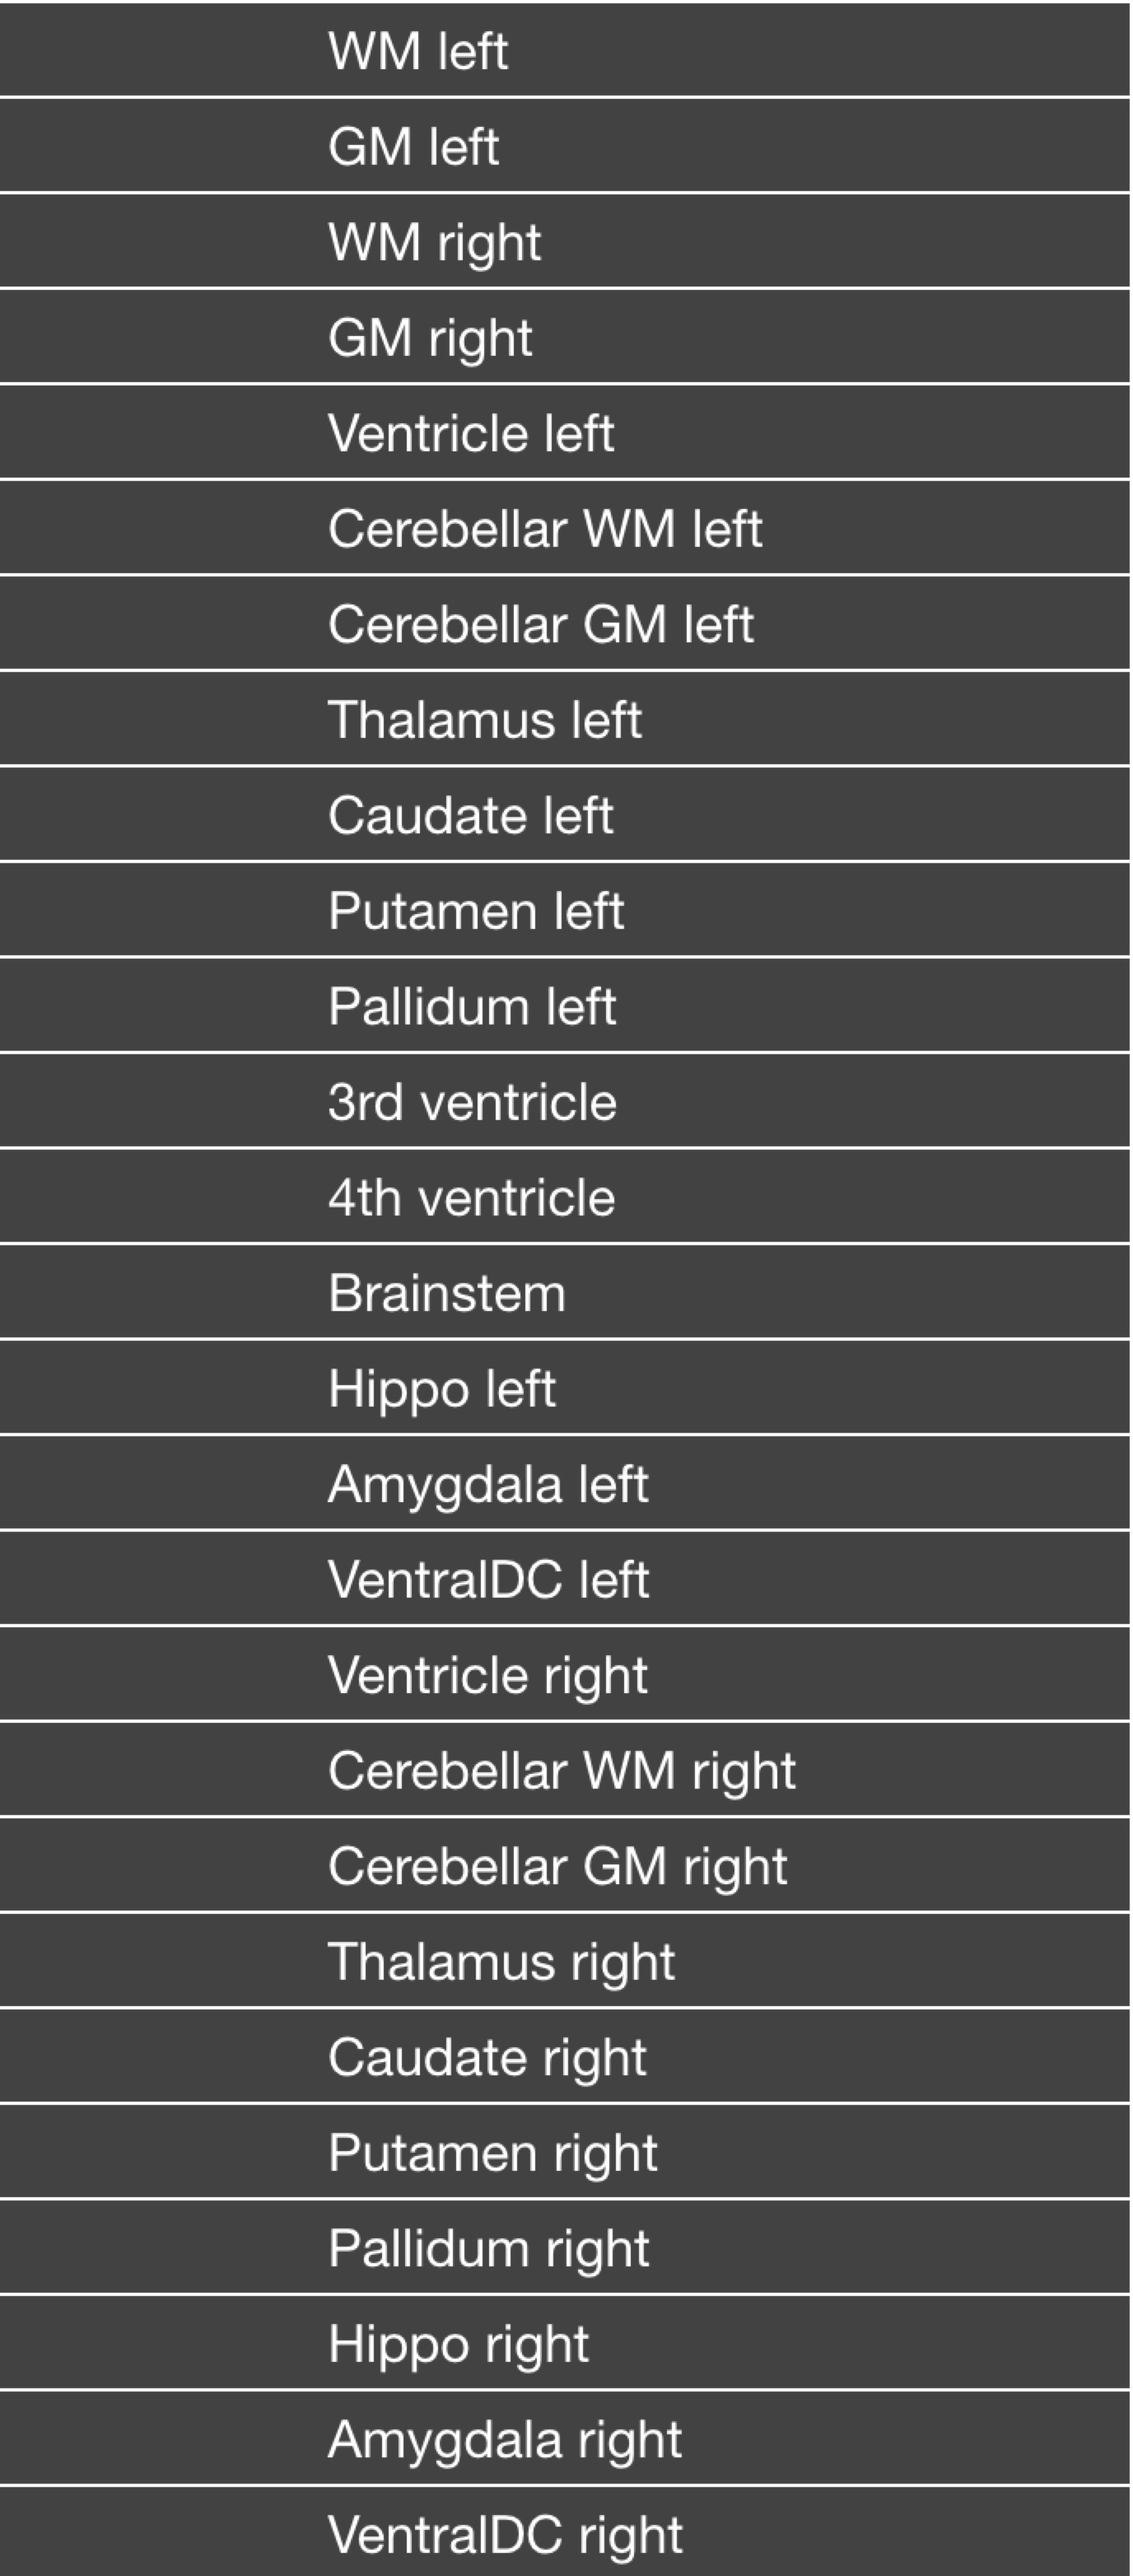 WM left
GM left
WM right
GM right
Ventricle left
Cerebellar WM left
Cerebellar GM left
Thalamus left
Caudate left
Putamen left
Pallidum left
3rd ventricle
4th ventricle
Brainstem
Hippo left
Amygdala left
VentralDC left
Ventricle right
Cerebellar WM right
Cerebellar GM right
Thalamus right
Caudate right
Putamen right
Pallidum right
Hippo right
Amygdala right
VentralDC right